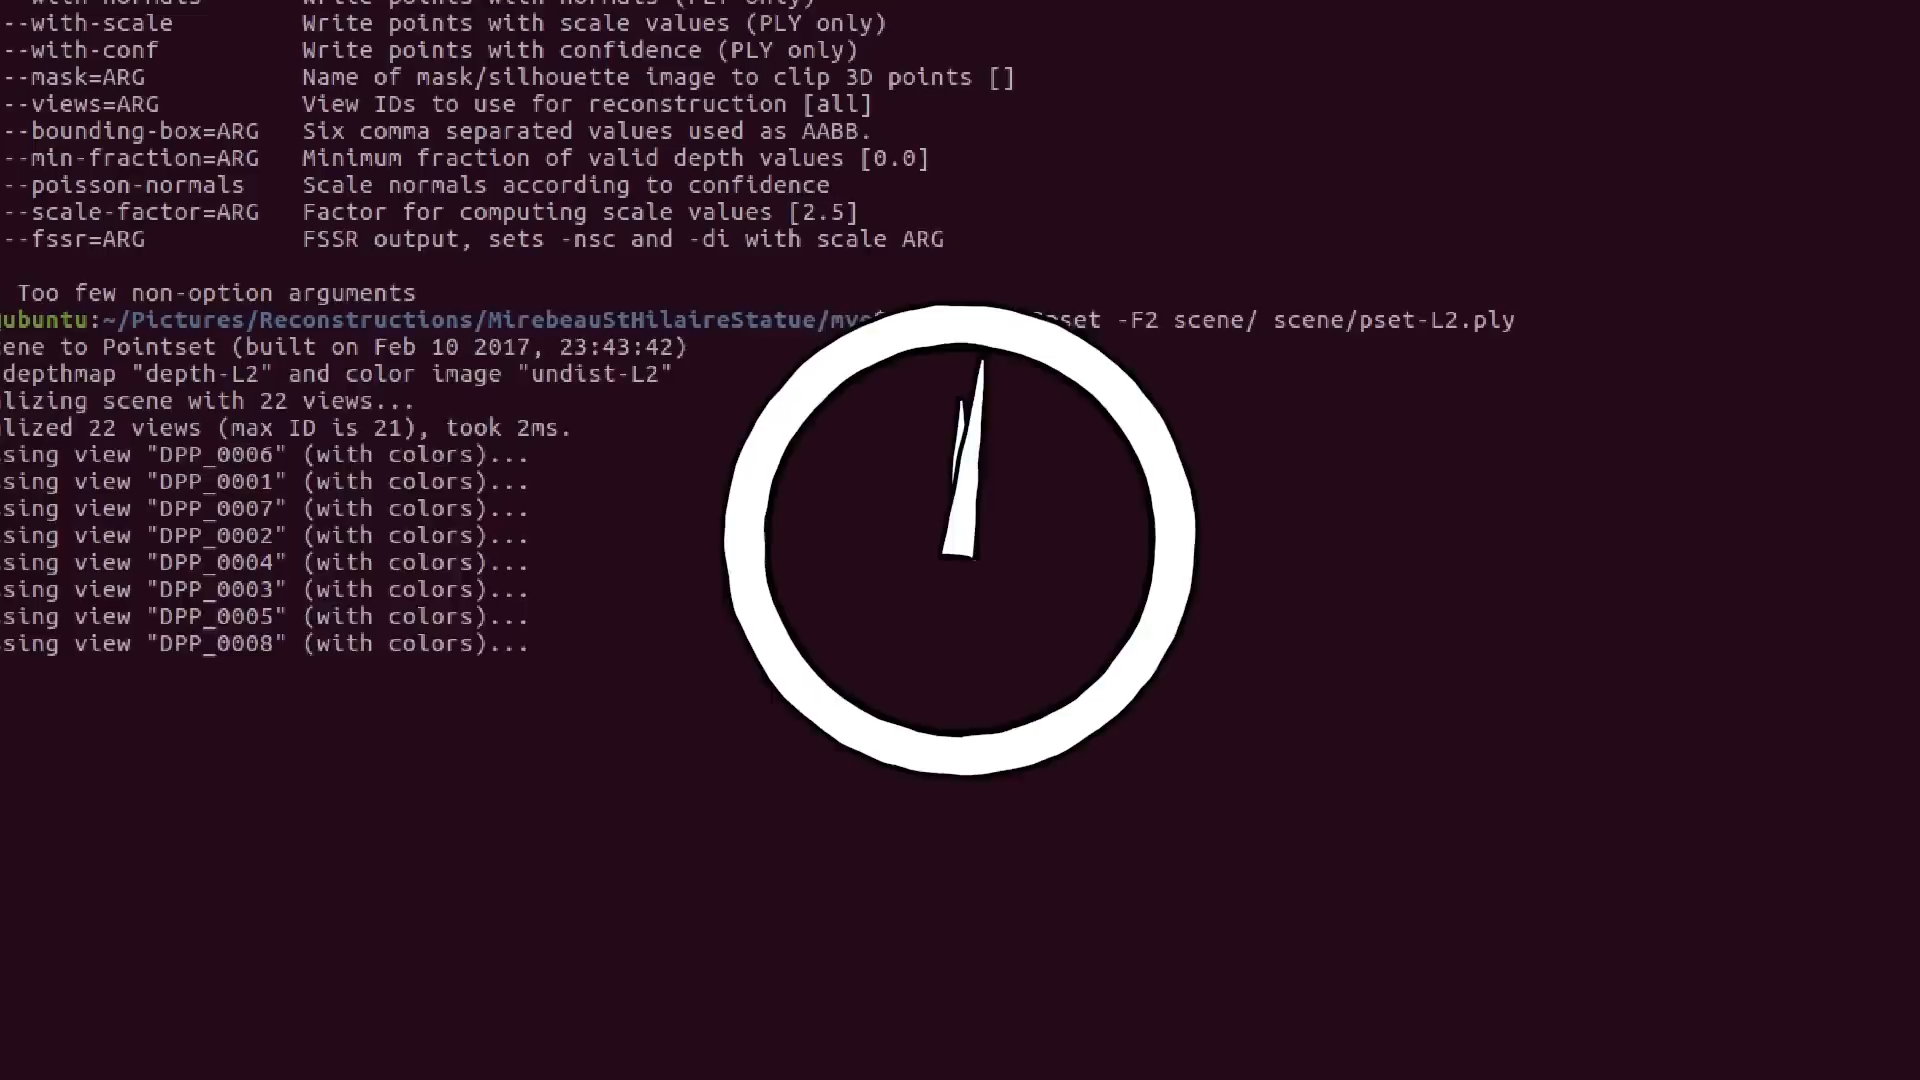 --with-scale Write points with scale values (PLY only)
--with-conf Write points with confidence (PLY only)
--mask=ARG Name of mask/silhouette image to clip 3D points []
--views=ARG View IDs to use for reconstruction [all]
--bounding-box=ARG Six comma separated values used as AABB.
--min-fraction=ARG Minimum fraction of valid depth values [0.0]
--poisson-normals Scale normals according to confidence
--scale-factor=ARG Factor for computing scale values [2.5]
--fssr=ARG FSSR output, sets -nsc and -di with scale ARG
Too few non-option arguments
ubuntu:~/Pictures/Reconstructions/MirebeauStHilaireStatue/mve pset -F2 scene/ scene/pset-L2.ply
ene to Pointset (built on Feb 10 2017, 23:43:42)
depthmap "depth-L2" and color image "undist-L2"
lizing scene with 22 views...
lized 22 views (max ID is 21), took 2ms.
sing view "DPP_0006" (with colors)...
sing view "DPP_0001" (with colors)...
sing view "DPP_0007" (with colors)...
sing view "DPP_0002" (with colors)...
sing view "DPP_0004" (with colors)...
sing view "DPP_0003" (with colors)...
sing view "DPP_0005" (with colors)...
sing view "DPP_0008" (with colors)...